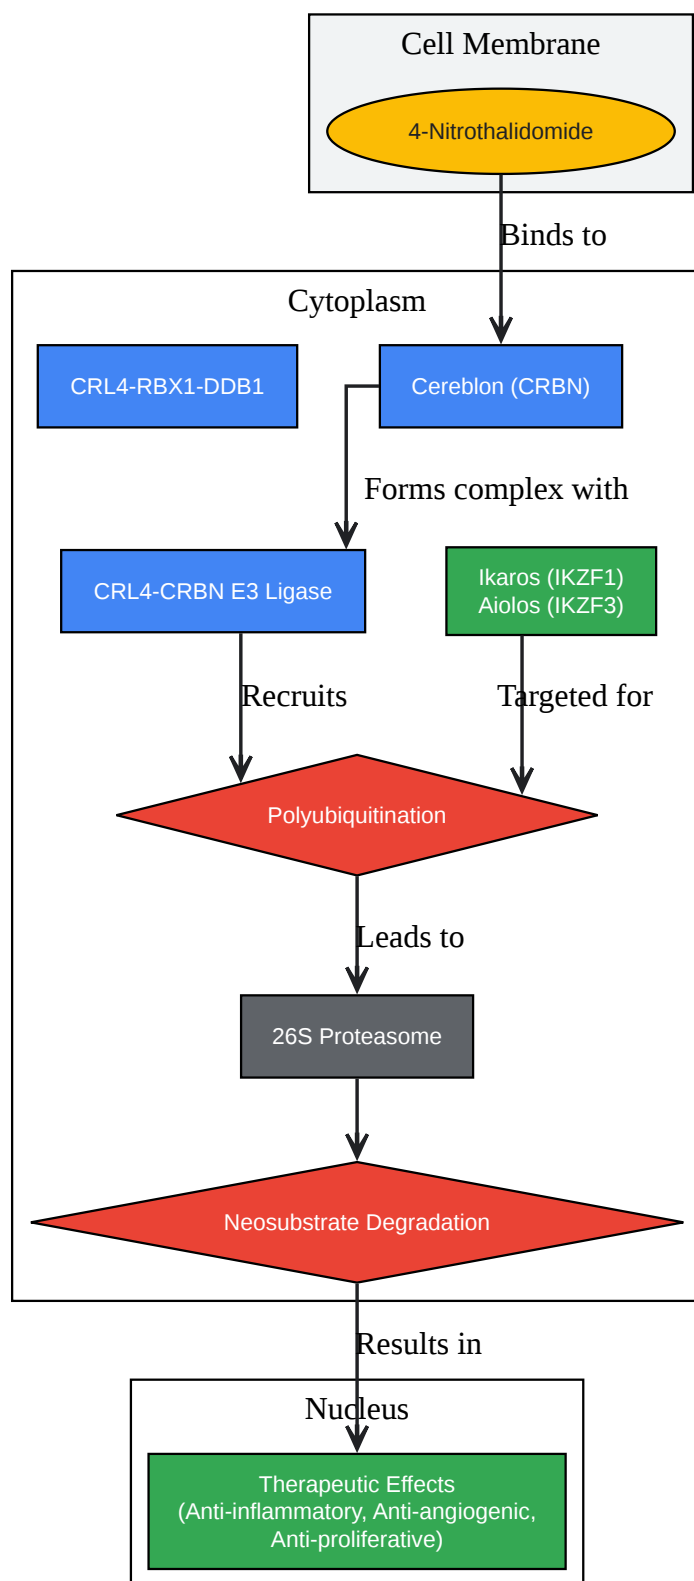 Cell Membrane
4-Nitrothalidomide
Binds to
Cytoplasm
CRL4-RBX1-DDB1
Cereblon (CRBN)
Forms complex with
CRL4-CRBN E3 Ligase
Ikaros (IKZF1)
Aiolos (IKZF3)
Recruits
Targeted for
Polyubiquitination
Leads to
26S Proteasome
Neosubstrate Degradation
Results in
Nucleus
Therapeutic Effects
(Anti-inflammatory, Anti-angiogenic,
Anti-proliferative)